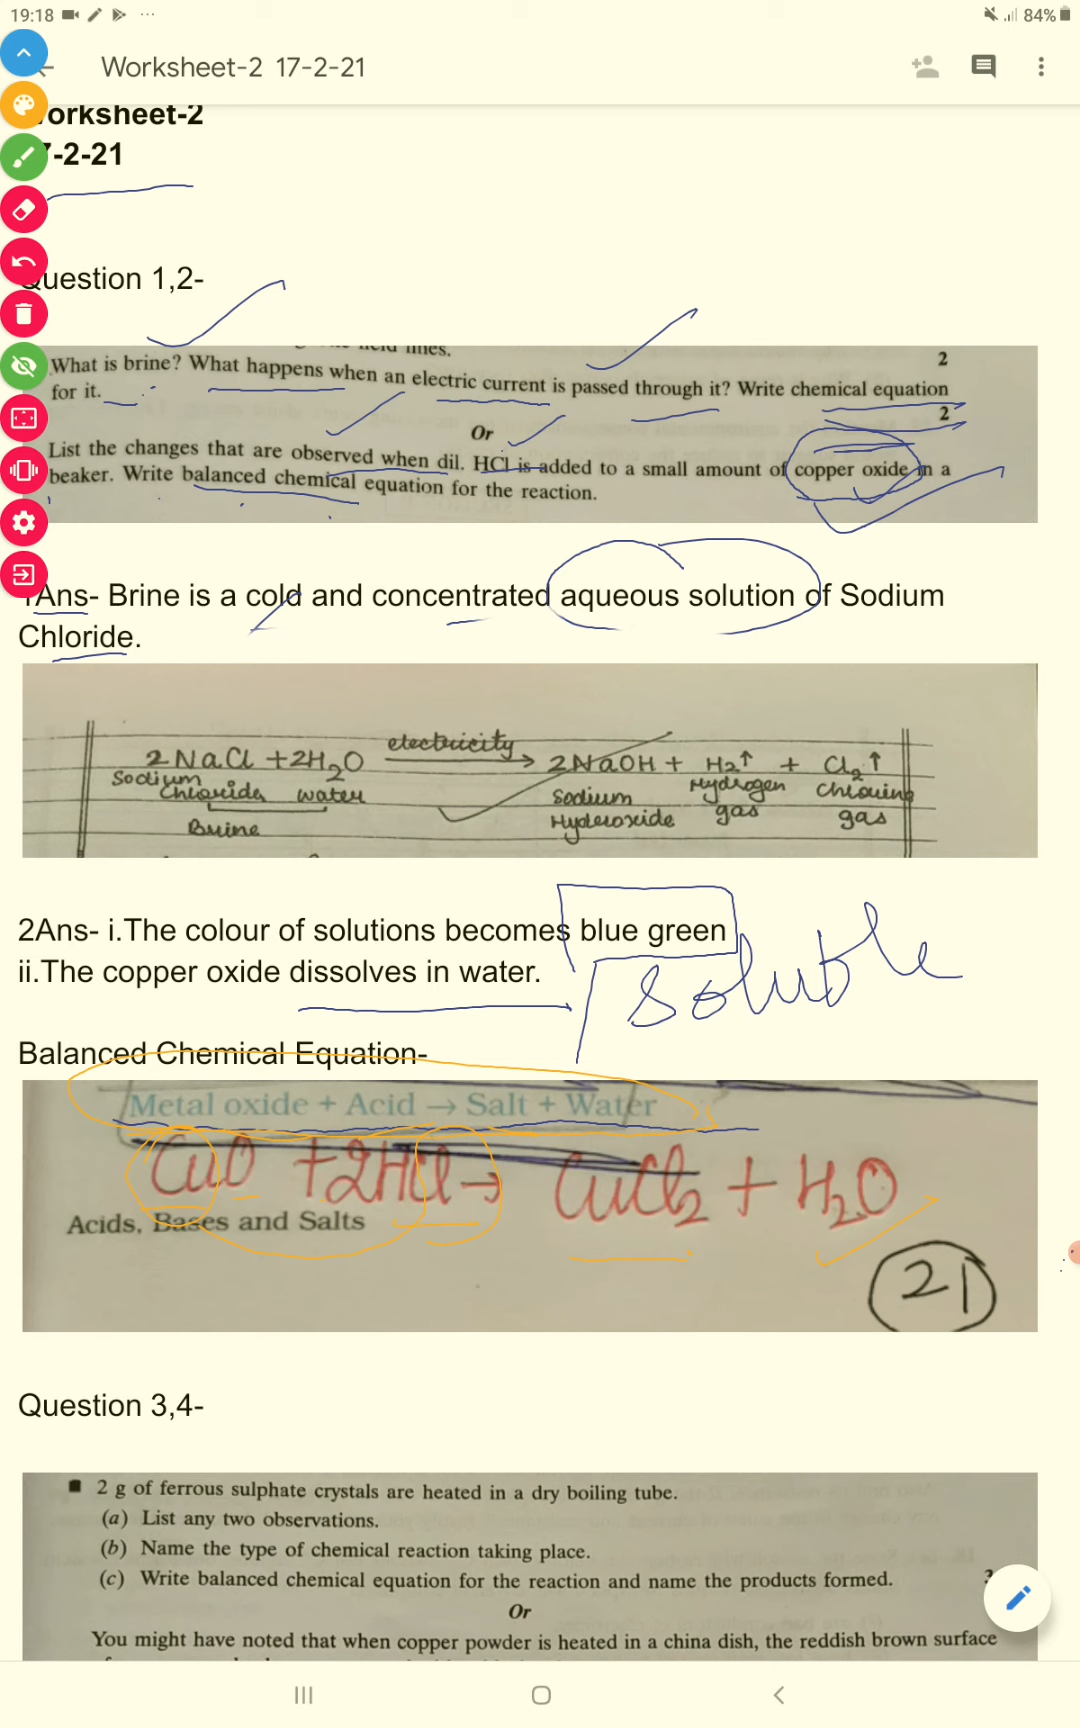 19:18
84%
Worksheet-2 17-2-21
orksheet-2
-2-21
uestion 1,2-
What is brine? What happens when an electric current is passed through it? Write chemical equation
for it.
2
2
Or
List the changes that are observed when dil. HCl is added to a small amount of copper oxide in a
beaker. Write balanced chemical equation for the reaction.
Ans- Brine is a cold and concentrated aqueous solution of Sodium
Chloride.
2NaCl + 2H₂O electricity → 2NaOH + H₂↑ + Cl₂↑
Sodium Chloride water Sodium Hydroxide Hydrogen gas Chlorine gas
Brine
2Ans- i.The colour of solutions becomes blue green
ii.The copper oxide dissolves in water.
soluble
Balanced Chemical Equation-
Metal oxide + Acid → Salt + Water
CuO + 2HCl → CuCl₂ + H₂O
Acids, Bases and Salts
21
Question 3,4-
2 g of ferrous sulphate crystals are heated in a dry boiling tube.
(a) List any two observations.
(b) Name the type of chemical reaction taking place.
(c) Write balanced chemical equation for the reaction and name the products formed.
Or
You might have noted that when copper powder is heated in a china dish, the reddish brown surface